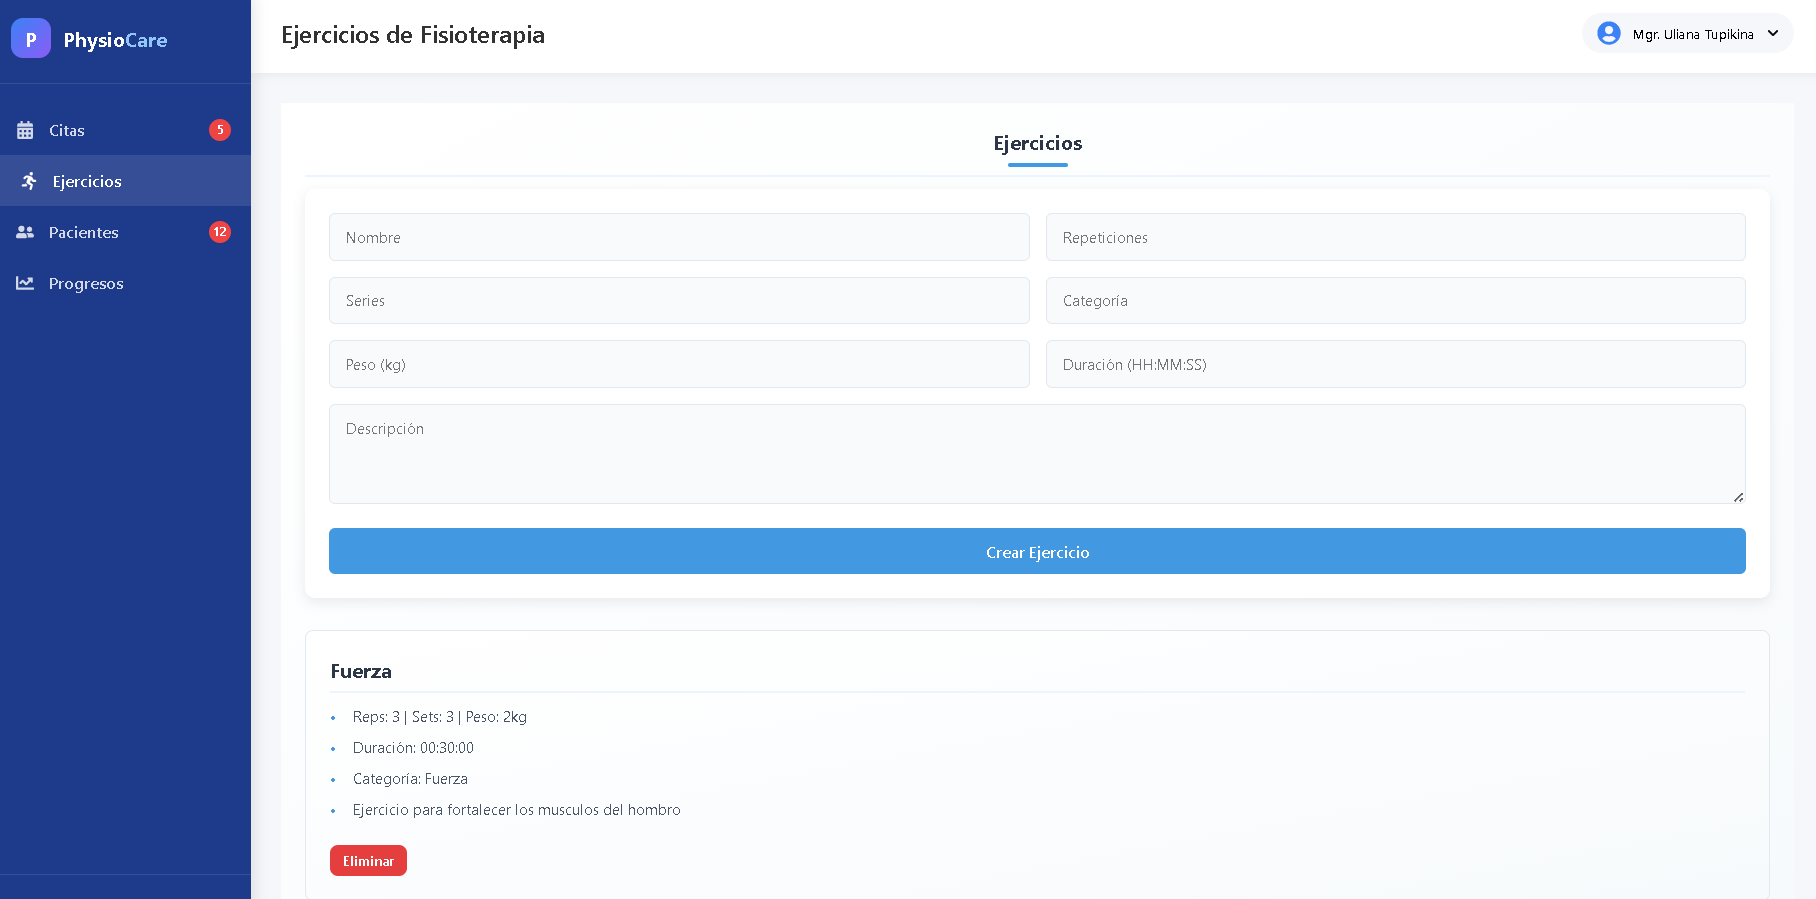 P PhysioCare
Ejercicios de Fisioterapia
Mgr. Uliana Tupikina
Citas 5
Ejercicios
Pacientes 12
Progresos
Ejercicios
Nombre
Repeticiones
Series
Categoría
Peso (kg)
Duración (HH:MM:SS)
Descripción
Crear Ejercicio
Fuerza
• Reps: 3 | Sets: 3 | Peso: 2kg
• Duración: 00:30:00
• Categoría: Fuerza
• Ejercicio para fortalecer los musculos del hombro
Eliminar